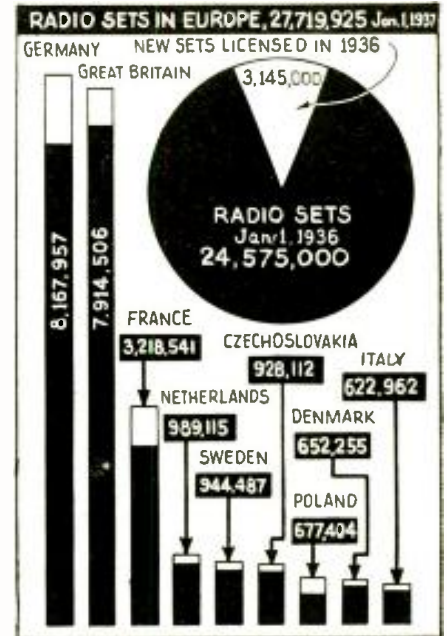 RADIO SETS IN EUROPE, 27,719,925 Jan. 1, 1937
GERMANY
NEW SETS LICENSED IN 1936
GREAT BRITAIN
3,145,000
RADIO SETS
Jan. 1, 1936
24,575,000
8,167,957
7,914,506
FRANCE
3,218,541
CZECHOSLOVAKIA
928,112
ITALY
622,962
NETHERLANDS
989,115
DENMARK
652,255
SWEDEN
944,487
POLAND
677,404